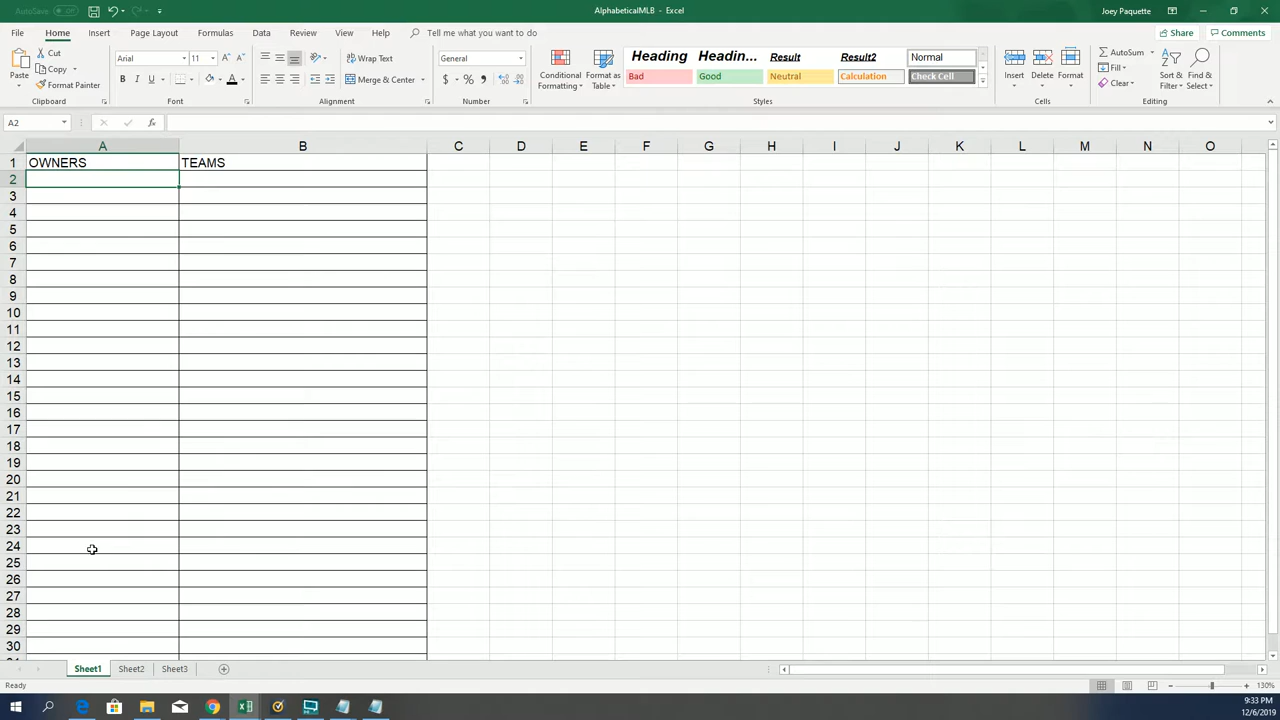 AutoSave Off
AlphabeticalMLB - Excel
Joey Paquette
File Home Insert Page Layout Formulas Data Review View Help Tell me what you want to do
Share Comments
Paste
Cut
Copy
Format Painter
Clipboard
Arial 11
B I U A
Font
Wrap Text
Merge & Center
Alignment
General
$ % ,
Number
Conditional Formatting
Format as Table
Heading Headin... Result Result2 Normal
Bad Good Neutral Calculation Check Cell
Styles
Insert Delete Format
Cells
AutoSum
Fill
Clear
Sort & Filter
Find & Select
Editing
A2 fx
A B C D E F G H I J K L M N O
1 OWNERS TEAMS
2
3
4
5
6
7
8
9
10
11
12
13
14
15
16
17
18
19
20
21
22
23
24
25
26
27
28
29
30
Sheet1 Sheet2 Sheet3
Ready
130%
9:33 PM
12/6/2019